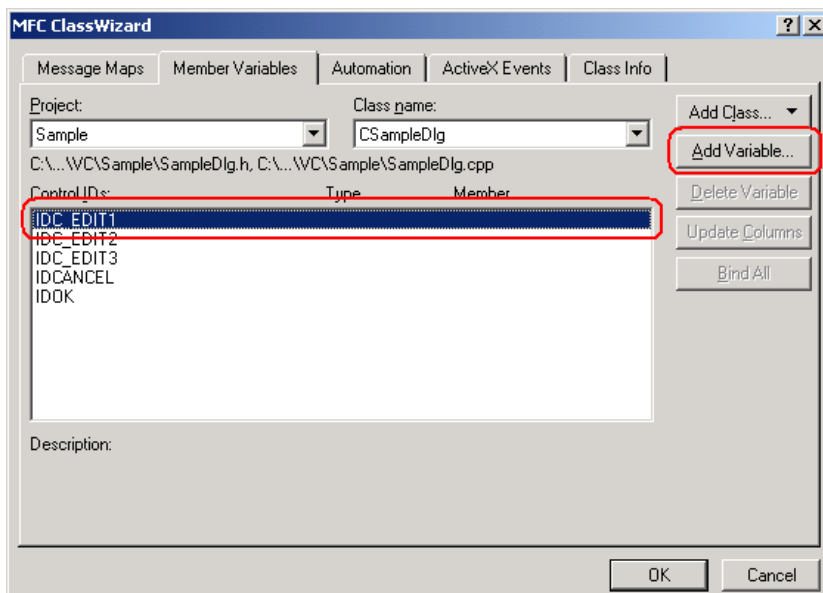 MFC ClassWizard
Message Maps Member Variables Automation ActiveX Events Class Info
Project: Class name:
Sample CSampleDlg
Add Class...
C:\...\VC\Sample\SampleDlg.h, C:\...\VC\Sample\SampleDlg.cpp
Add Variable...
Control IDs: Type Member
Delete Variable
IDC_EDIT1
IDC_EDIT2
Update Columns
IDC_EDIT3
IDCANCEL
Bind All
IDOK
Description:
OK Cancel